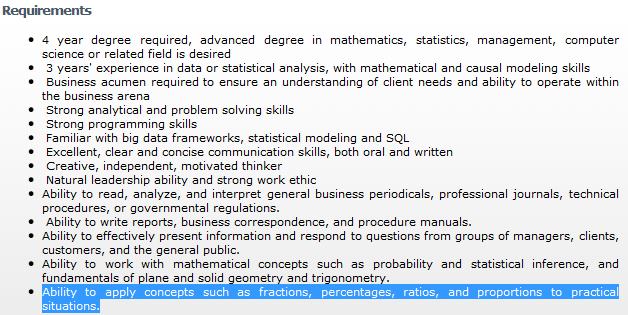 Requirements
• 4 year degree required, advanced degree in mathematics, statistics, management, computer
science or related field is desired
• 3 years' experience in data or statistical analysis, with mathematical and causal modeling skills
• Business acumen required to ensure an understanding of client needs and ability to operate within
the business arena
• Strong analytical and problem solving skills
• Strong programming skills
• Familiar with big data frameworks, statistical modeling and SQL
• Excellent, clear and concise communication skills, both oral and written
• Creative, independent, motivated thinker
• Natural leadership ability and strong work ethic
• Ability to read, analyze, and interpret general business periodicals, professional journals, technical
procedures, or governmental regulations.
• Ability to write reports, business correspondence, and procedure manuals.
• Ability to effectively present information and respond to questions from groups of managers, clients,
customers, and the general public.
• Ability to work with mathematical concepts such as probability and statistical inference, and
fundamentals of plane and solid geometry and trigonometry.
• Ability to apply concepts such as fractions, percentages, ratios, and proportions to practical
situations.